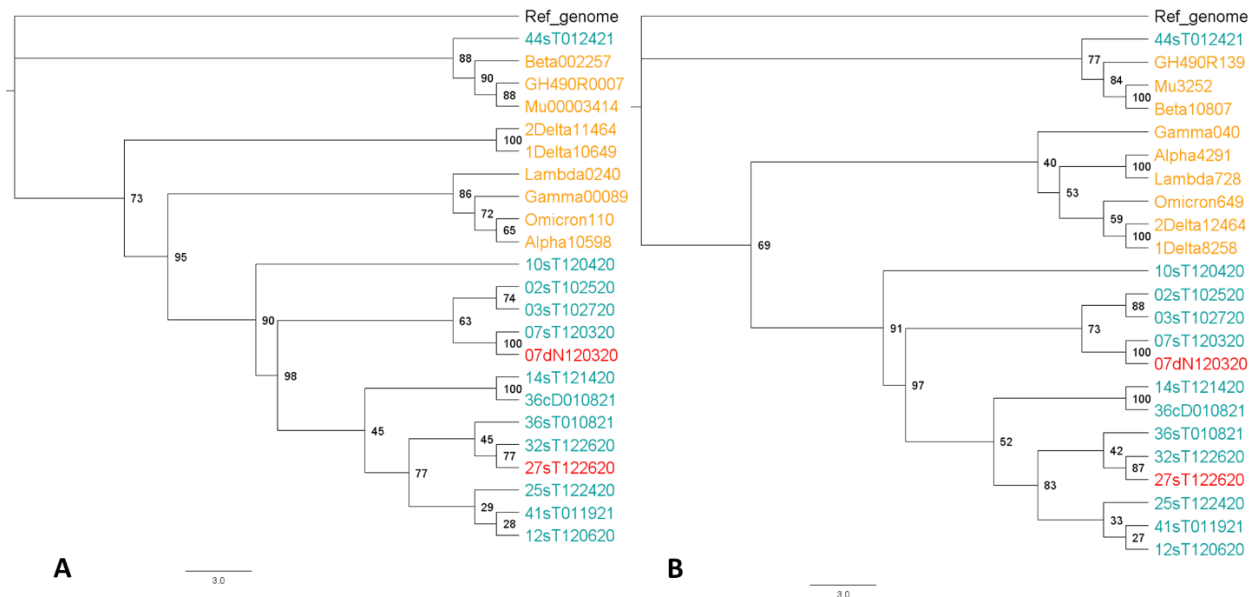 Ref_genome
44sT012421
88
Beta002257
90
GH490R0007
88
Mu00003414
2Delta11464
100
1Delta10649
73
Lambda0240
86
Gamma00089
72
Omicron110
65
Alpha10598
95
10sT120420
02sT102520
74
03sT102720
90
63
07sT120320
100
07dN120320
98
14sT121420
100
36cD010821
45
36sT010821
45
32sT122620
77
27sT122620
77
25sT122420
29
41sT011921
28
12sT120620
A
3.0
Ref_genome
44sT012421
77
GH490R139
84
Mu3252
100
Beta10807
Gamma040
40
Alpha4291
100
Lambda728
53
Omicron649
59
2Delta12464
100
1Delta8258
69
10sT120420
02sT102520
88
03sT102720
91
73
07sT120320
100
07dN120320
97
14sT121420
100
36cD010821
52
36sT010821
42
32sT122620
87
27sT122620
83
25sT122420
33
41sT011921
27
12sT120620
B
3.0